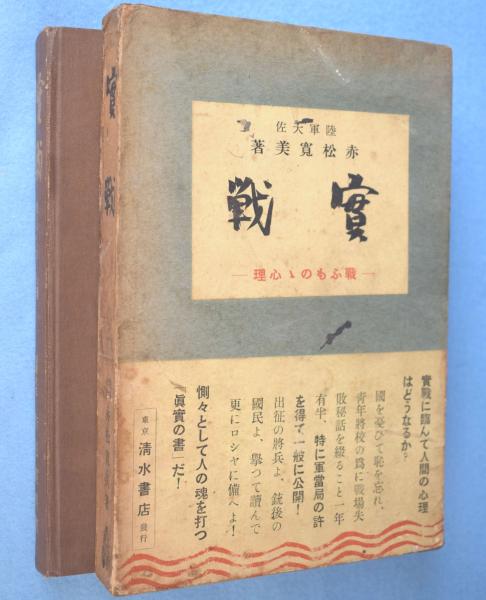 陸軍大佐
赤松寛美著
實戰
―戰ふものゝ心理―
實戰に臨んで人間の心理
はどうなるか?
國を憂ひて恥を忘れ、
青年將校の爲に戰場失
敗秘話を綴ること一年
有半、特に軍當局の許
を得て一般に公開!
出征の將兵よ、銃後の
國民よ、擧つて讀んで
更にロシヤに備へよ!
惻々として人の魂を打つ
『眞實の書』だ!
東京 淸水書店 發行
實戰